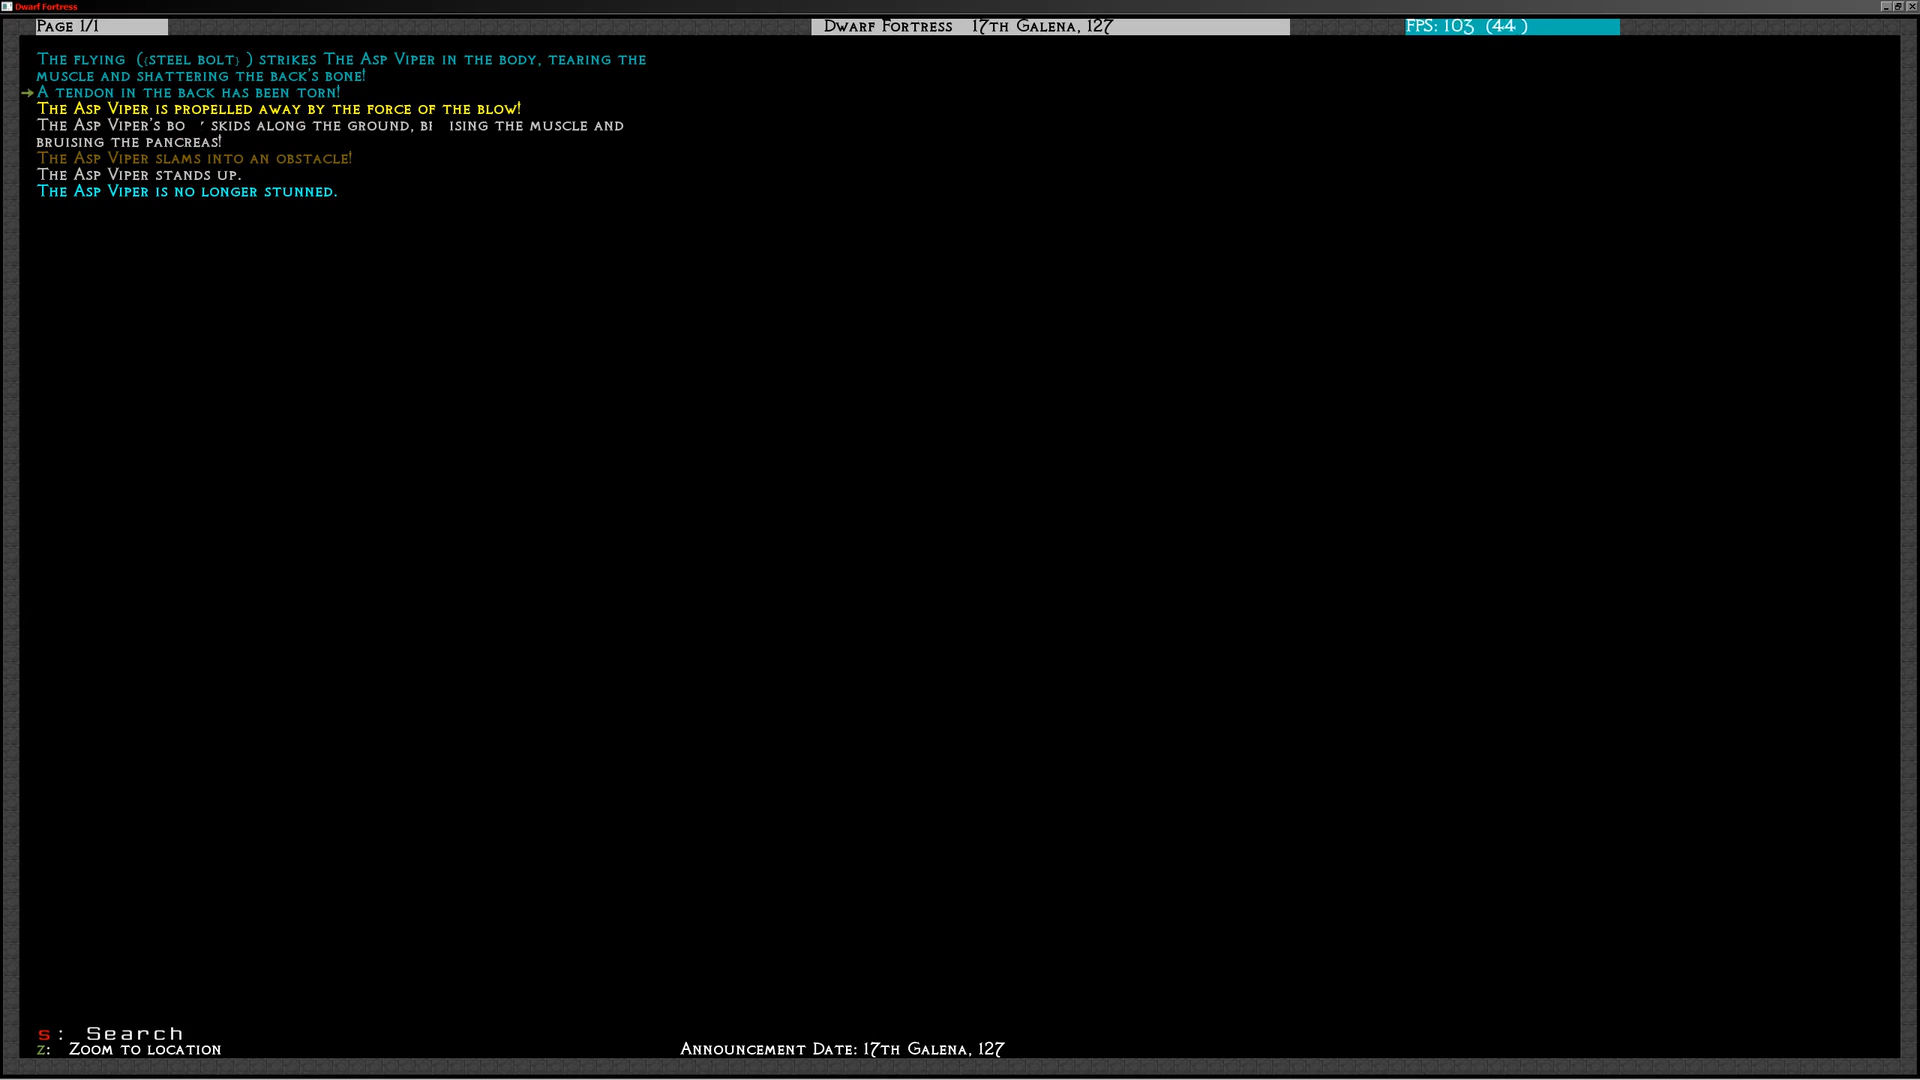 Dwarf Fortress
Page 1/1
Dwarf Fortress 17th Galena, 127
FPS: 103 (44 )
The flying ({steel bolt} ) strikes The Asp Viper in the body, tearing the
muscle and shattering the back's bone!
A tendon in the back has been torn!
The Asp Viper is propelled away by the force of the blow!
The Asp Viper's skids along the ground, the muscle and
bruising the pancreas!
The Asp Viper slams into an obstacle!
The Asp Viper stands up.
The Asp Viper is no longer stunned.
s: Search
z: Zoom to location
Announcement Date: 17th Galena, 127